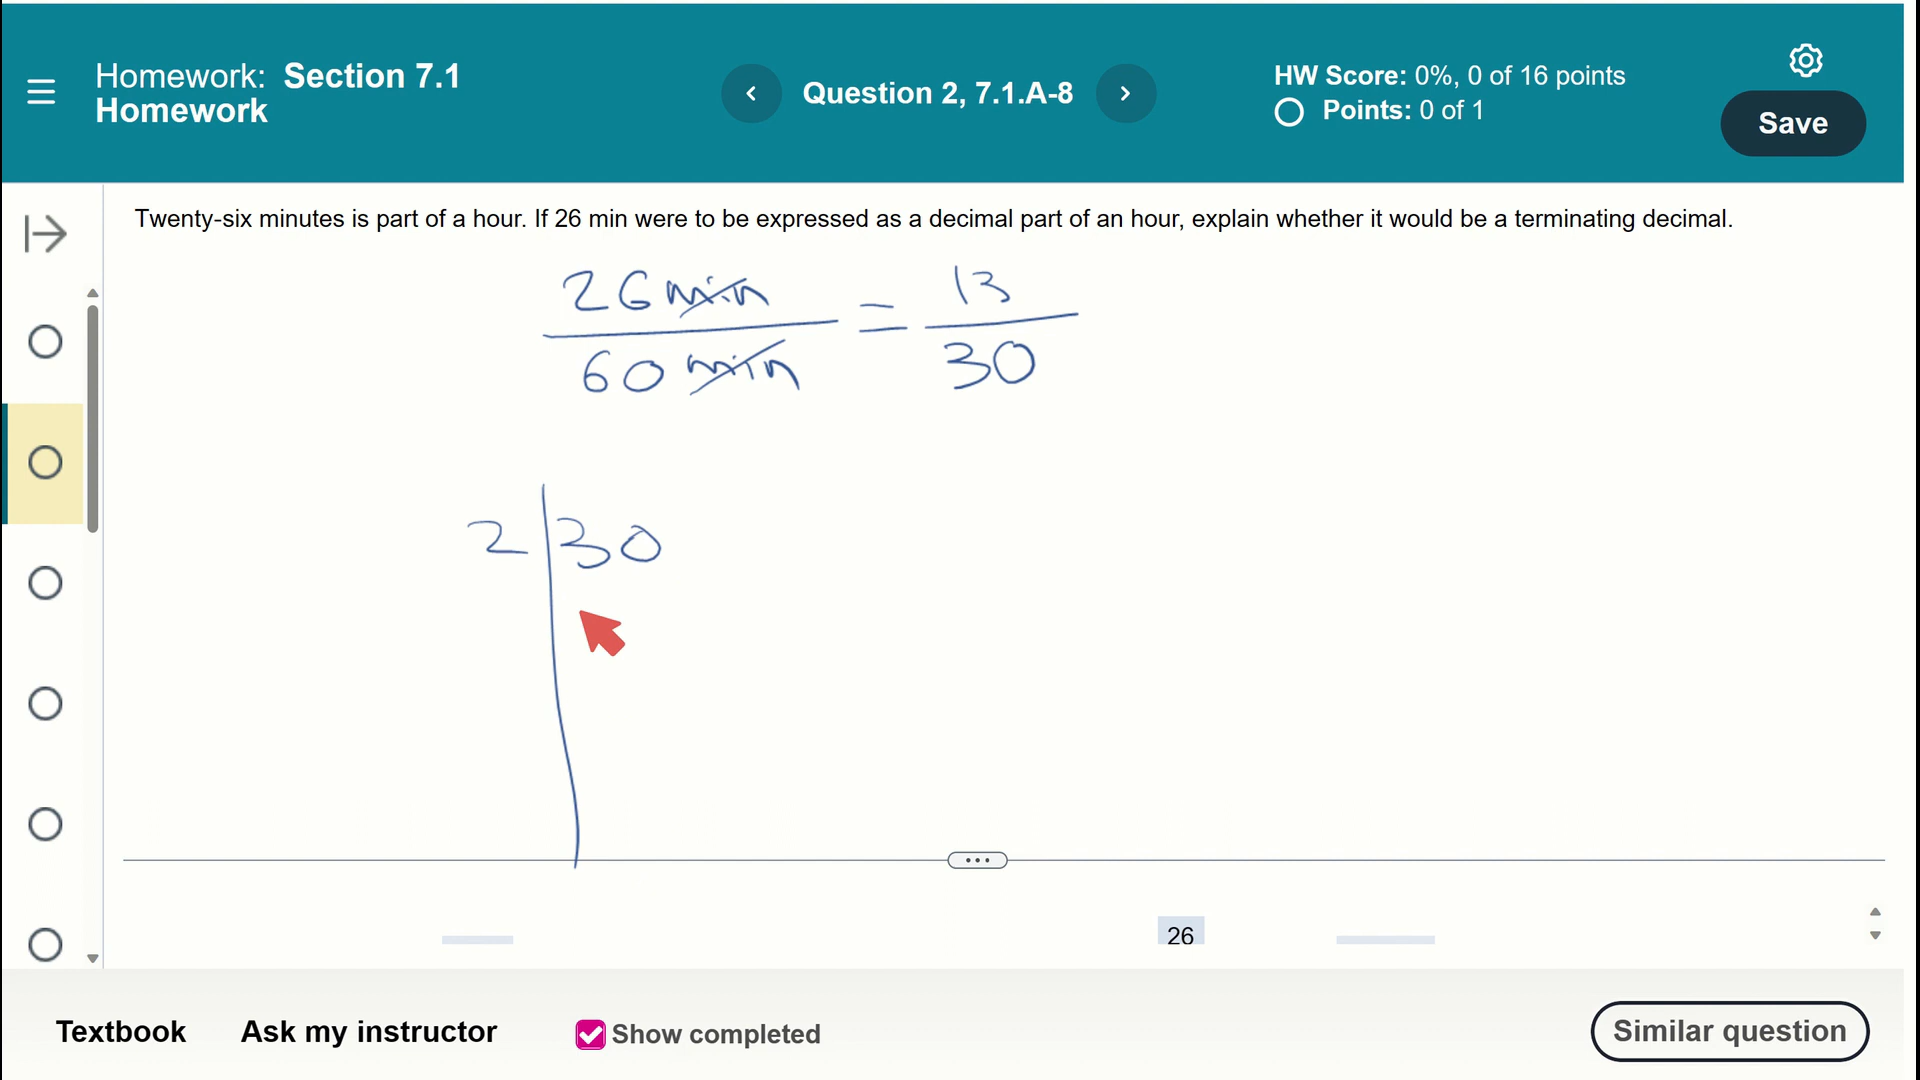 Homework: Section 7.1
Homework
Question 2, 7.1.A-8
HW Score: 0%, 0 of 16 points
Points: 0 of 1
Save
Twenty-six minutes is part of a hour. If 26 min were to be expressed as a decimal part of an hour, explain whether it would be a terminating decimal.
26 min = 13
60 min 30
2 30
26
Textbook
Ask my instructor
Show completed
Similar question